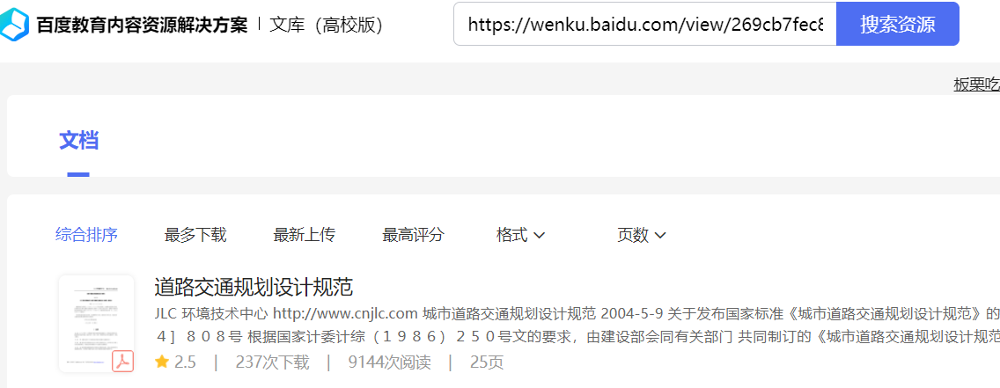 百度教育内容资源解决方案 | 文库（高校版） https://wenku.baidu.com/view/269cb7fec8 搜索资源
板栗吃
文档
综合排序 最多下载 最新上传 最高评分 格式 页数
道路交通规划设计规范
JLC 环境技术中心 http://www.cnjlc.com 城市道路交通规划设计规范 2004-5-9 关于发布国家标准《城市道路交通规划设计规范》的
４］８０８号 根据国家计委计综（１９８６）２５０号文的要求，由建设部会同有关部门 共同制订的《城市道路交通规划设计规范
2.5 | 237次下载 | 9144次阅读 | 25页